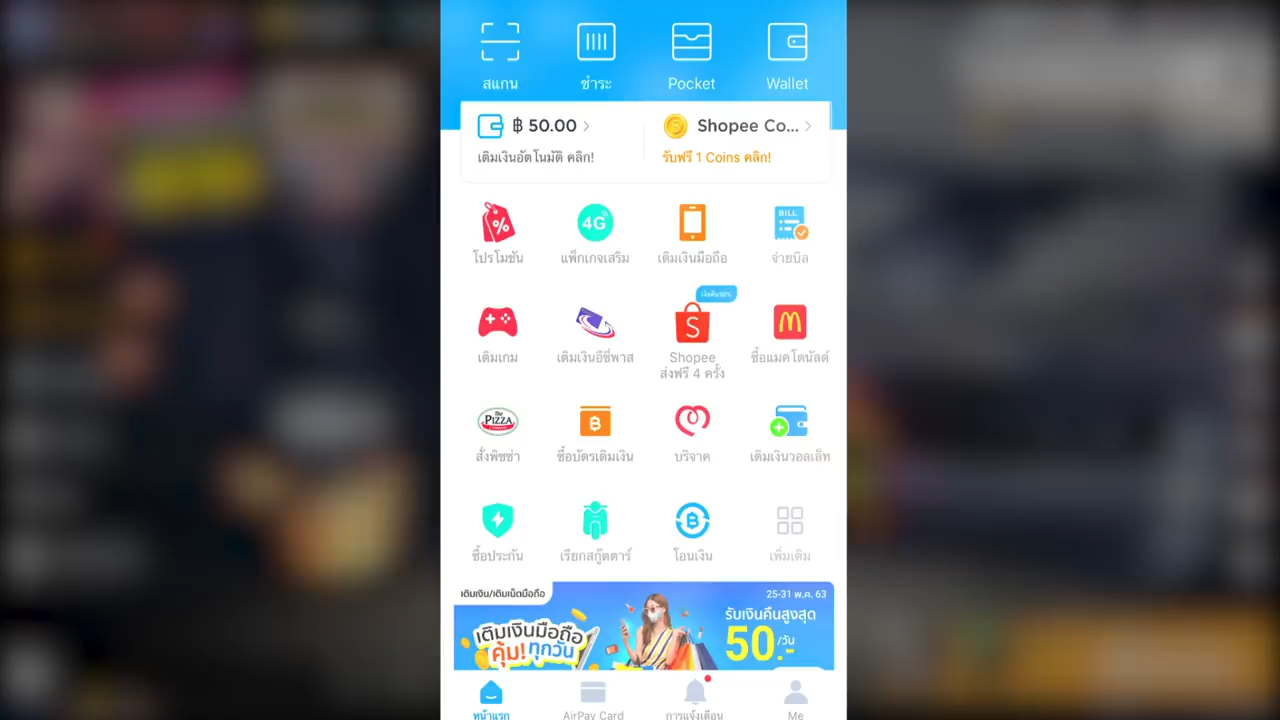 สแกน ชำระ Pocket Wallet
฿ 50.00 Shopee Co...
เติมเงินอัตโนมัติ คลิก! รับฟรี 1 Coins คลิก!
4G BILL
โปรโมชัน แพ็กเกจเสริม เติมเงินมือถือ จ่ายบิล
เงินคืน50%
เติมเกม เติมเงินอีซี่พาส Shopee ซื้อแมคโดนัลด์
ส่งฟรี 4 ครั้ง
The PIZZA Company
สั่งพิซซ่า ซื้อบัตรเติมเงิน บริจาค เติมเงินวอลเล็ท
ซื้อประกัน เรียกสกู๊ตตาร์ โอนเงิน เพิ่มเติม
เติมเงิน/เติมเน็ตมือถือ 25-31 พ.ค. 63
เติมเงินมือถือ รับเงินคืนสูงสุด
คุ้ม! ทุกวัน 50.-/วัน
หน้าแรก AirPay Card การแจ้งเตือน Me